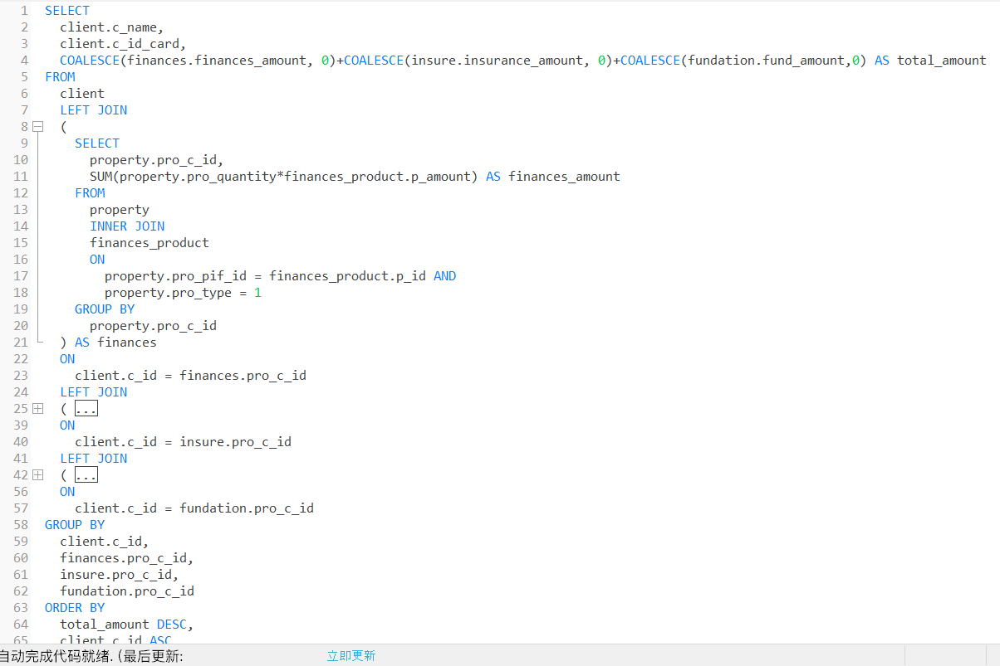 1 SELECT
2 client.c_name,
3 client.c_id_card,
4 COALESCE(finances.finances_amount, 0)+COALESCE(insure.insurance_amount, 0)+COALESCE(fundation.fund_amount,0) AS total_amount
5 FROM
6 client
7 LEFT JOIN
8 (
9 SELECT
10 property.pro_c_id,
11 SUM(property.pro_quantity*finances_product.p_amount) AS finances_amount
12 FROM
13 property
14 INNER JOIN
15 finances_product
16 ON
17 property.pro_pif_id = finances_product.p_id AND
18 property.pro_type = 1
19 GROUP BY
20 property.pro_c_id
21 ) AS finances
22 ON
23 client.c_id = finances.pro_c_id
24 LEFT JOIN
25 ( ...
39 ON
40 client.c_id = insure.pro_c_id
41 LEFT JOIN
42 ( ...
56 ON
57 client.c_id = fundation.pro_c_id
58 GROUP BY
59 client.c_id,
60 finances.pro_c_id,
61 insure.pro_c_id,
62 fundation.pro_c_id
63 ORDER BY
64 total_amount DESC,
65 client.c_id ASC
自动完成代码就绪. (最后更新: 立即更新